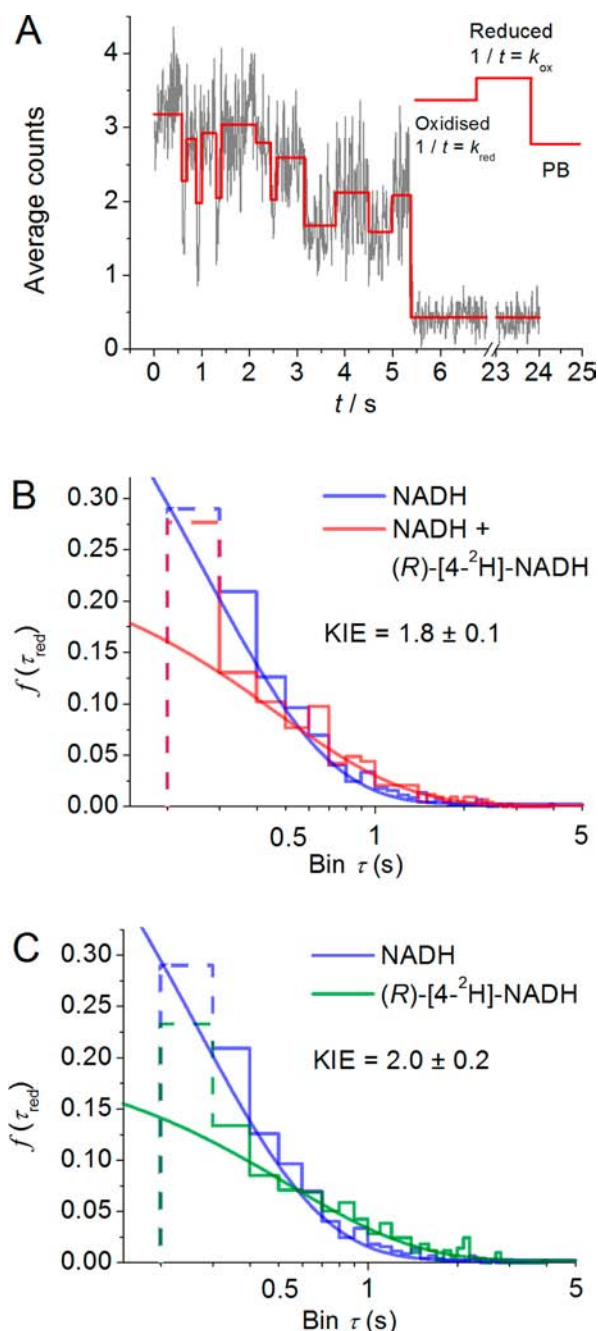 A
Reduced
1 / t = k_ox
Oxidised
1 / t = k_red
PB
Average counts
4
3
2
1
0
0 1 2 3 4 5 6 23 24 25
t / s
B
NADH
NADH +
(R)-[4-²H]-NADH
KIE = 1.8 ± 0.1
f (τ_red)
0.30
0.25
0.20
0.15
0.10
0.05
0.00
0.5 1 5
Bin τ (s)
C
NADH
(R)-[4-²H]-NADH
KIE = 2.0 ± 0.2
f (τ_red)
0.30
0.25
0.20
0.15
0.10
0.05
0.00
0.5 1 5
Bin τ (s)